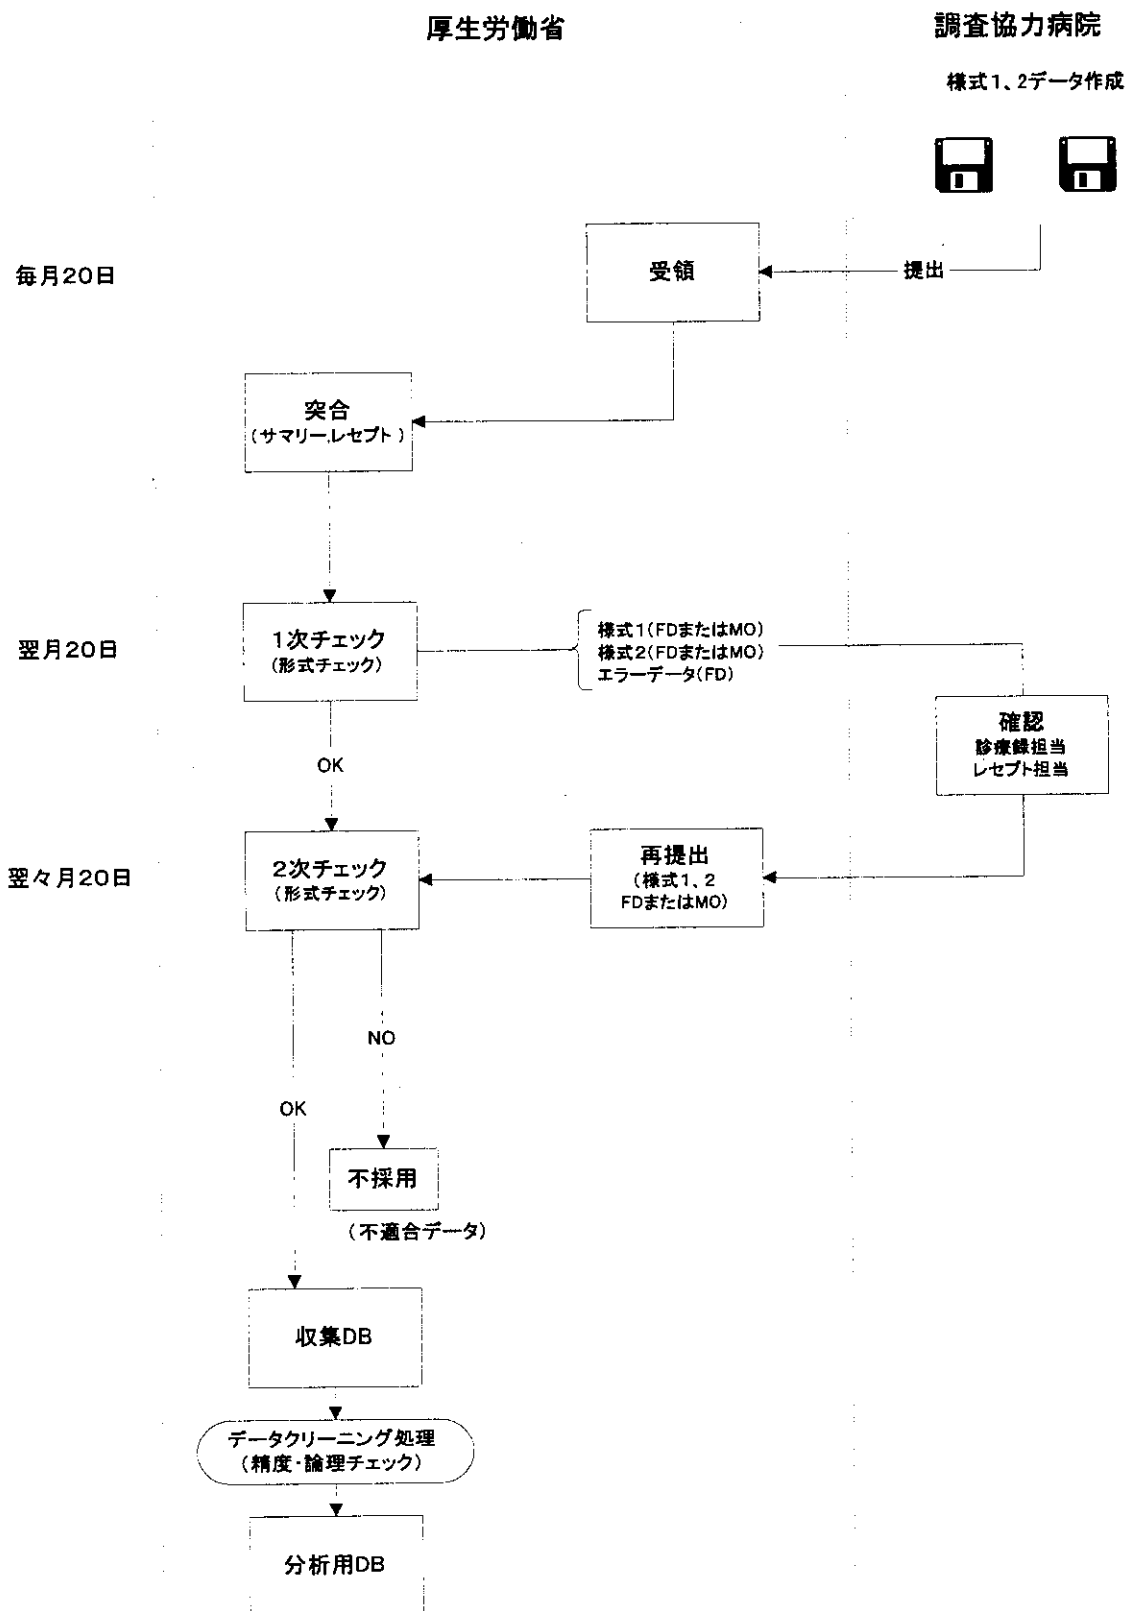 厚生労働省
調査協力病院
様式1、2データ作成
毎月20日
受領
提出
突合
(サマリー,レセプト)
翌月20日
1次チェック
(形式チェック)
様式1(FDまたはMO)
様式2(FDまたはMO)
エラーデータ(FD)
確認
診療録担当
レセプト担当
OK
翌々月20日
2次チェック
(形式チェック)
再提出
(様式1、2
FDまたはMO)
NO
OK
不採用
(不適合データ)
収集DB
データクリーニング処理
(精度・論理チェック)
分析用DB